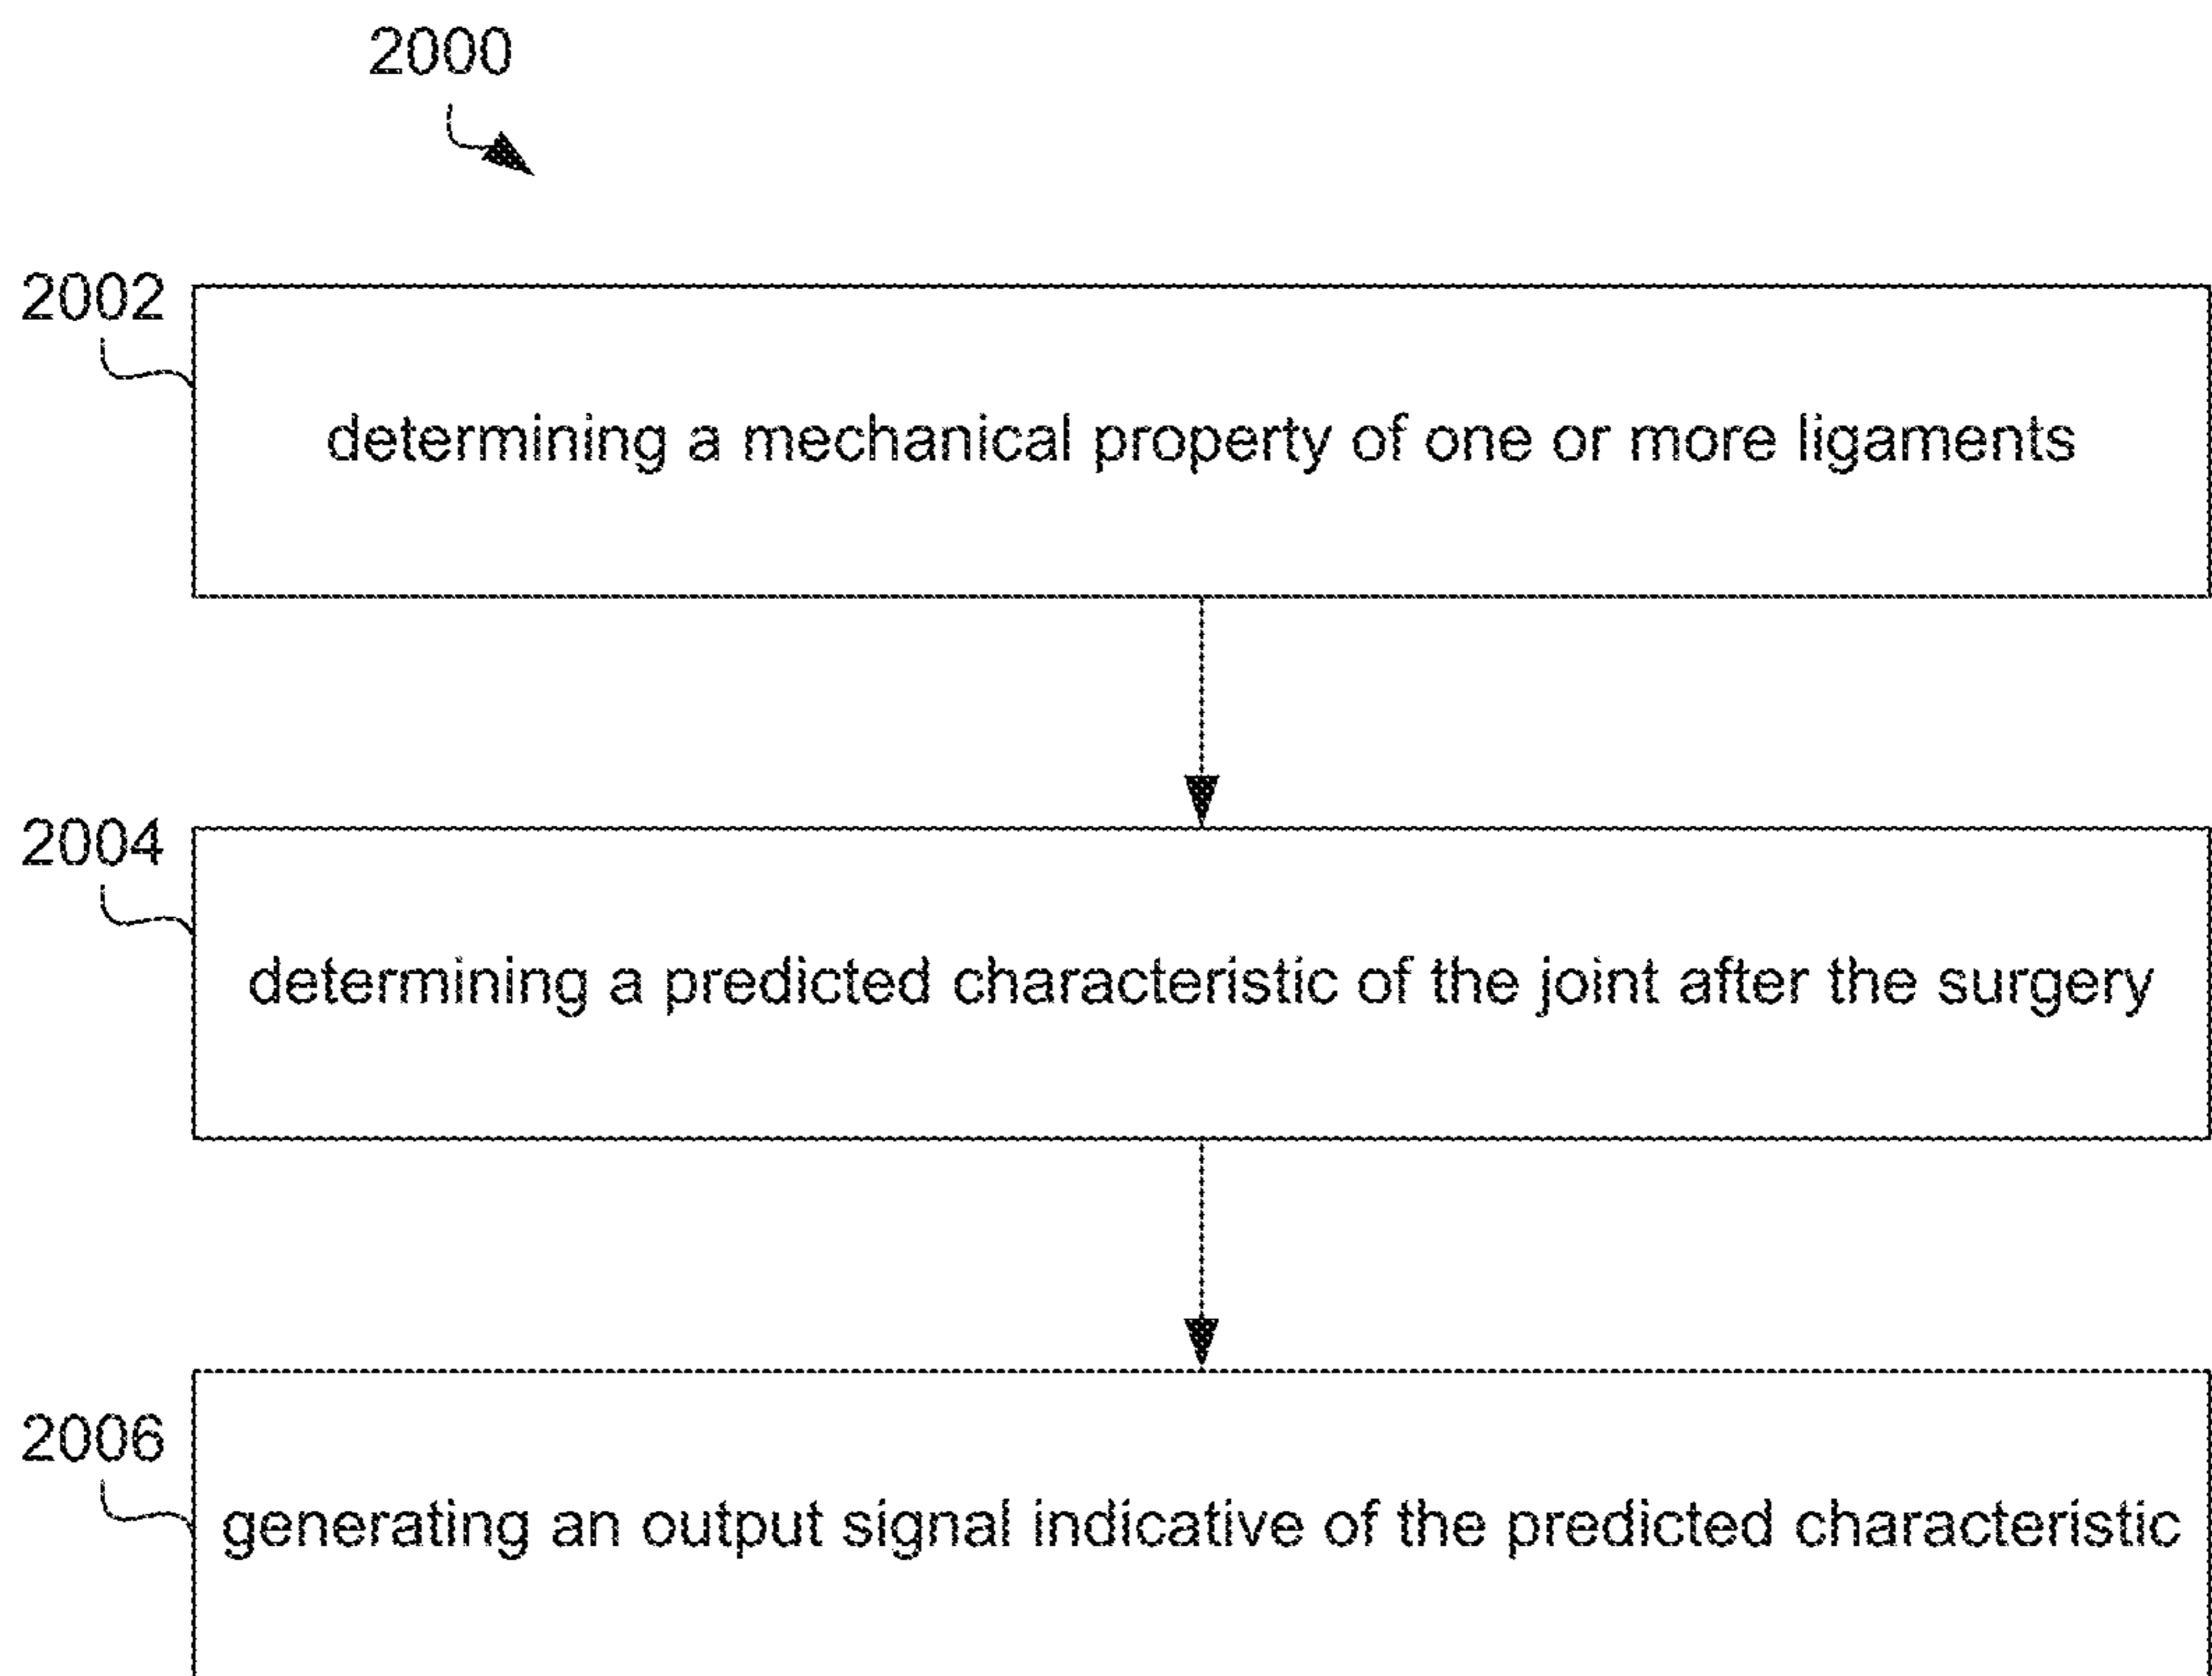 2000
2002
determining a mechanical property of one or more ligaments
2004
determining a predicted characteristic of the joint after the surgery
2006
generating an output signal indicative of the predicted characteristic